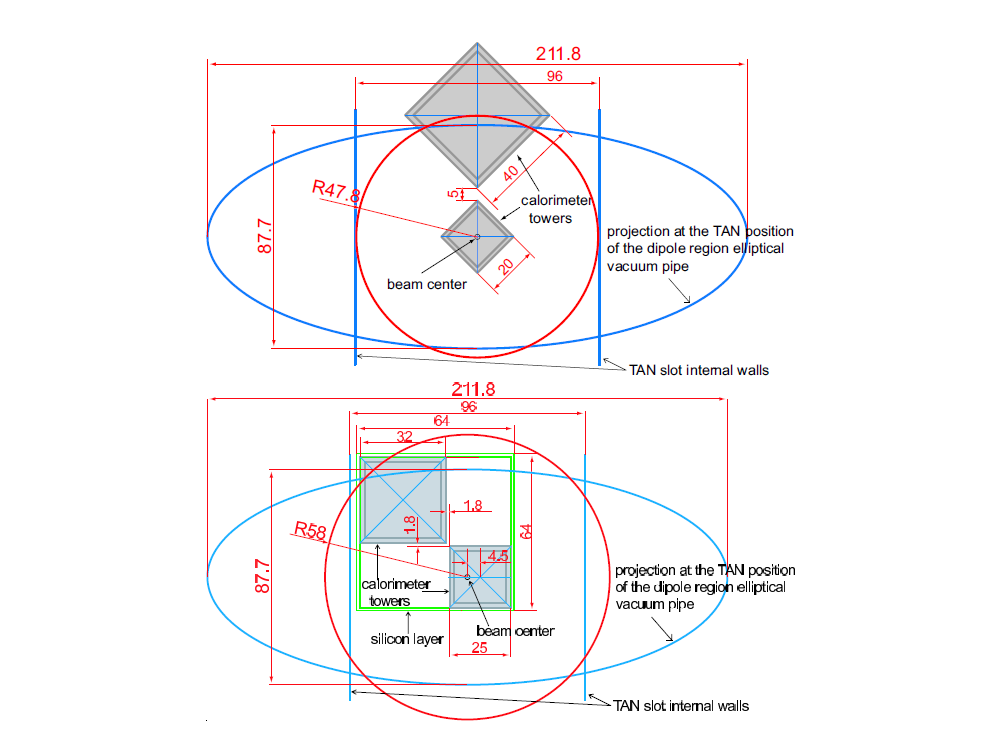 211.8
96
R47.8
87.7
5
40
calorimeter
towers
20
beam center
projection at the TAN position
of the dipole region elliptical
vacuum pipe
TAN slot internal walls
211.8
96
64
32
1.8
1.8
64
R58
4.5
87.7
calorimeter
towers
projection at the TAN position
of the dipole region elliptical
vacuum pipe
silicon layer
beam center
25
TAN slot internal walls